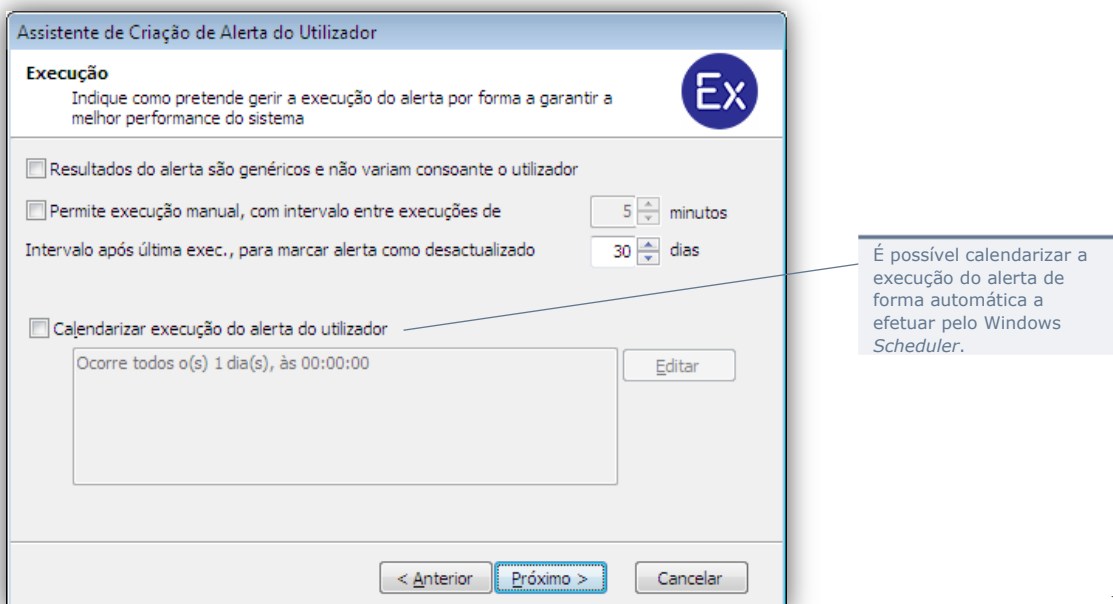 Assistente de Criação de Alerta do Utilizador
Execução
Indique como pretende gerir a execução do alerta por forma a garantir a
melhor performance do sistema
Ex
Resultados do alerta são genéricos e não variam consoante o utilizador
Permite execução manual, com intervalo entre execuções de 5 minutos
Intervalo após última exec., para marcar alerta como desactualizado 30 dias
Calendarizar execução do alerta do utilizador
Ocorre todos o(s) 1 dia(s), às 00:00:00
Editar
É possível calendarizar a
execução do alerta de
forma automática a
efetuar pelo Windows
Scheduler.
< Anterior Próximo > Cancelar